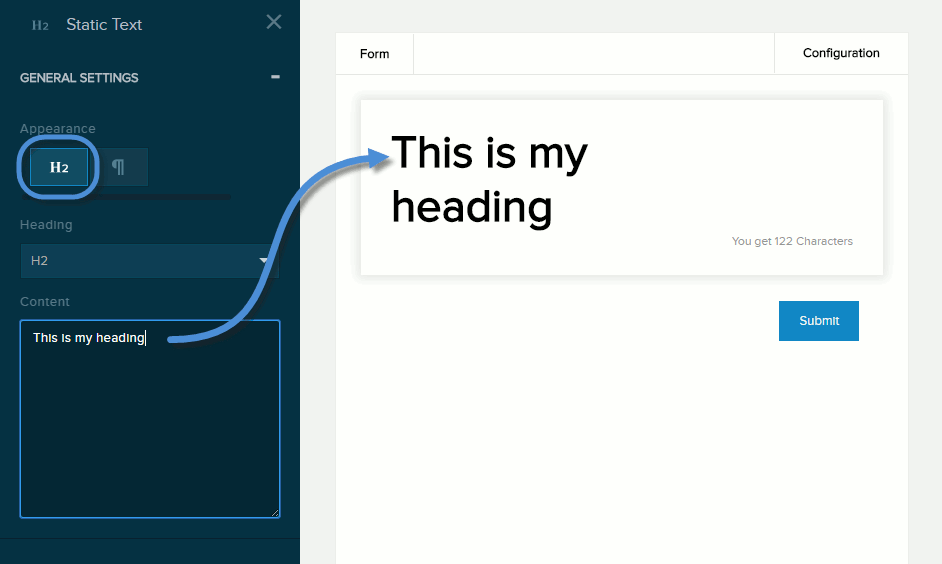 H2 Static Text
GENERAL SETTINGS
Appearance
H2 ¶
Heading
H2
Content
This is my heading
Form
Configuration
This is my
heading
You get 122 Characters
Submit